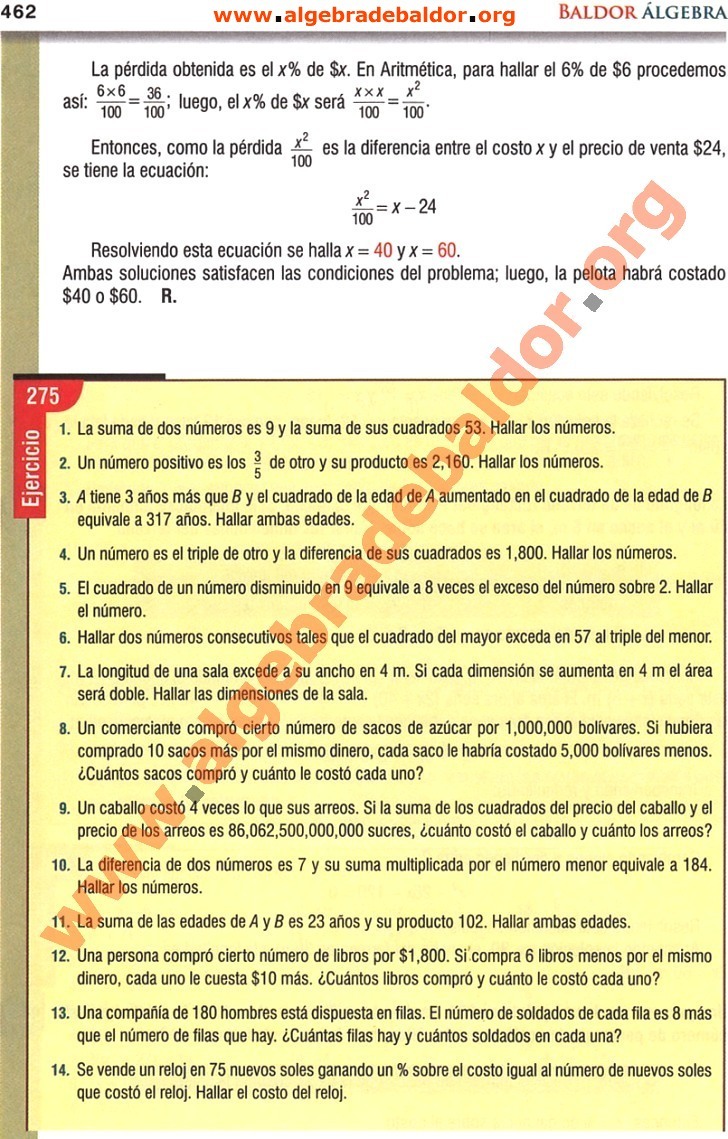 462
www.algebradebaldor.org
BALDOR ÁLGEBRA
La pérdida obtenida es el x% de $x. En Aritmética, para hallar el 6% de $6 procedemos
así: 6×6/100 = 36/100; luego, el x% de $x será x×x/100 = x²/100.
Entonces, como la pérdida x²/100 es la diferencia entre el costo x y el precio de venta $24,
se tiene la ecuación:
x²/100 = x – 24
Resolviendo esta ecuación se halla x = 40 y x = 60.
Ambas soluciones satisfacen las condiciones del problema; luego, la pelota habrá costado
$40 o $60. R.
275
Ejercicio
1. La suma de dos números es 9 y la suma de sus cuadrados 53. Hallar los números.
2. Un número positivo es los 3/5 de otro y su producto es 2,160. Hallar los números.
3. A tiene 3 años más que B y el cuadrado de la edad de A aumentado en el cuadrado de la edad de B
equivale a 317 años. Hallar ambas edades.
4. Un número es el triple de otro y la diferencia de sus cuadrados es 1,800. Hallar los números.
5. El cuadrado de un número disminuido en 9 equivale a 8 veces el exceso del número sobre 2. Hallar
el número.
6. Hallar dos números consecutivos tales que el cuadrado del mayor exceda en 57 al triple del menor.
7. La longitud de una sala excede a su ancho en 4 m. Si cada dimensión se aumenta en 4 m el área
será doble. Hallar las dimensiones de la sala.
8. Un comerciante compró cierto número de sacos de azúcar por 1,000,000 bolívares. Si hubiera
comprado 10 sacos más por el mismo dinero, cada saco le habría costado 5,000 bolívares menos.
¿Cuántos sacos compró y cuánto le costó cada uno?
9. Un caballo costó 4 veces lo que sus arreos. Si la suma de los cuadrados del precio del caballo y el
precio de los arreos es 86,062,500,000,000 sucres, ¿cuánto costó el caballo y cuánto los arreos?
10. La diferencia de dos números es 7 y su suma multiplicada por el número menor equivale a 184.
Hallar los números.
11. La suma de las edades de A y B es 23 años y su producto 102. Hallar ambas edades.
12. Una persona compró cierto número de libros por $1,800. Si compra 6 libros menos por el mismo
dinero, cada uno le cuesta $10 más. ¿Cuántos libros compró y cuánto le costó cada uno?
13. Una compañía de 180 hombres está dispuesta en filas. El número de soldados de cada fila es 8 más
que el número de filas que hay. ¿Cuántas filas hay y cuántos soldados en cada una?
14. Se vende un reloj en 75 nuevos soles ganando un % sobre el costo igual al número de nuevos soles
que costó el reloj. Hallar el costo del reloj.
www.algebradebaldor.org